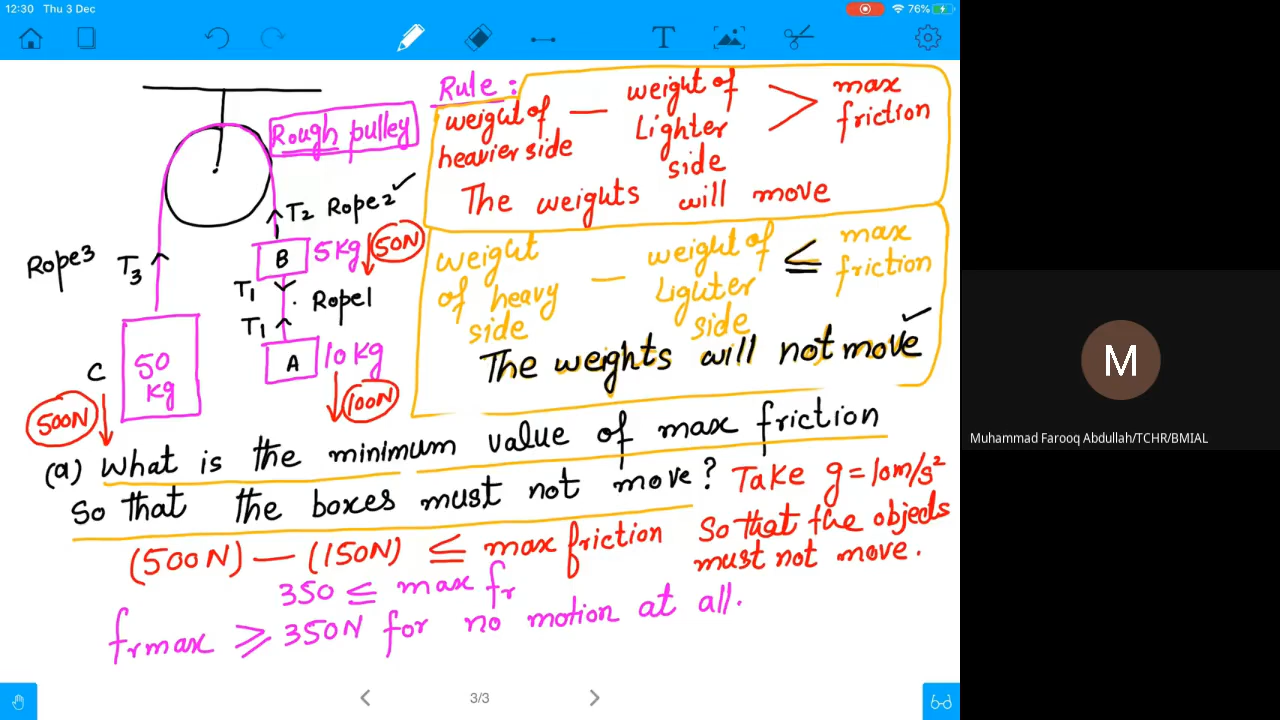 12:30 Thu 3 Dec
76%
T
Rule:
weight of heavier side — weight of Lighter side > max friction
The weights will move
weight of heavy side — weight of Lighter side ≤ max friction
The weights will not move
Rough pulley
T2 Rope2 ✓
Rope3 T3
B 5kg 50N
T1
Rope1
T1
A 10kg 100N
C 50 kg
500N
(a) What is the minimum value of max friction
So that the boxes must not move? Take g = 10m/s²
So that the objects
must not move.
(500N) — (150N) ≤ max friction
350 ≤ max fr
frmax ≥ 350N for no motion at all.
3/3
M
Muhammad Farooq Abdullah/TCHR/BMIAL